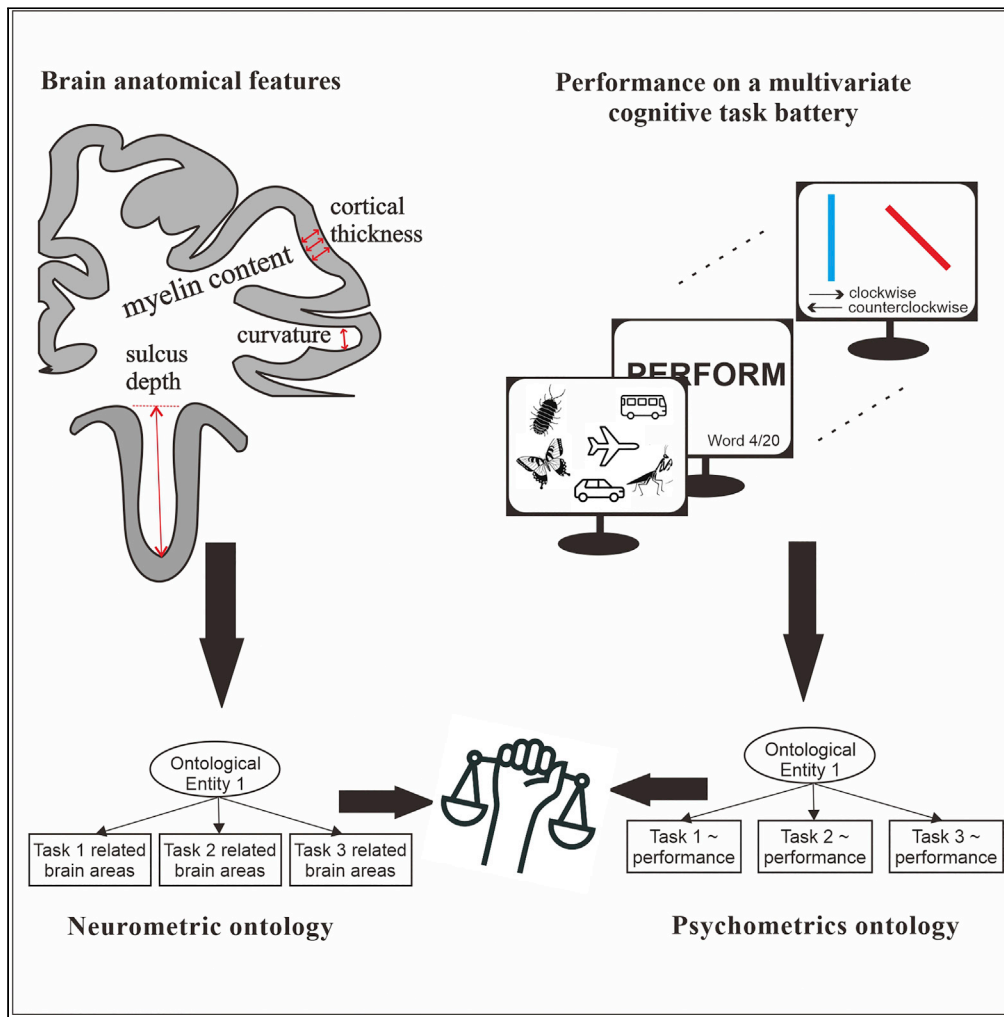 Brain anatomical features
cortical
thickness
myelin content
curvature
sulcus
depth
Performance on a multivariate
cognitive task battery
clockwise
counterclockwise
PERFORM
Word 4/20
Ontological
Entity 1
Task 1 related
brain areas
Task 2 related
brain areas
Task 3 related
brain areas
Neurometric ontology
Ontological
Entity 1
Task 1 ~
performance
Task 2 ~
performance
Task 3 ~
performance
Psychometrics ontology